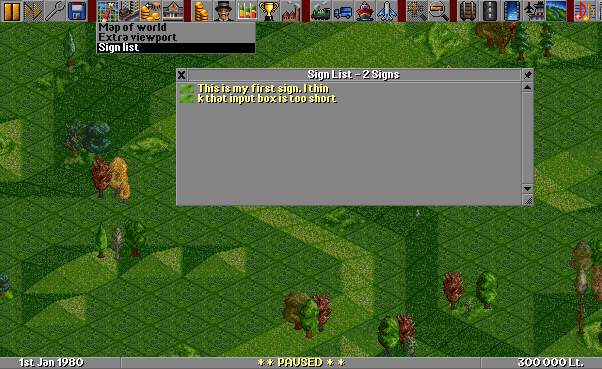 Map of world
Extra viewport
Sign list
Sign List - 2 Signs
This is my first sign. I thin
k that input box is too short
1st Jan 1980
* * PAUSED * *
300 000 Lt.